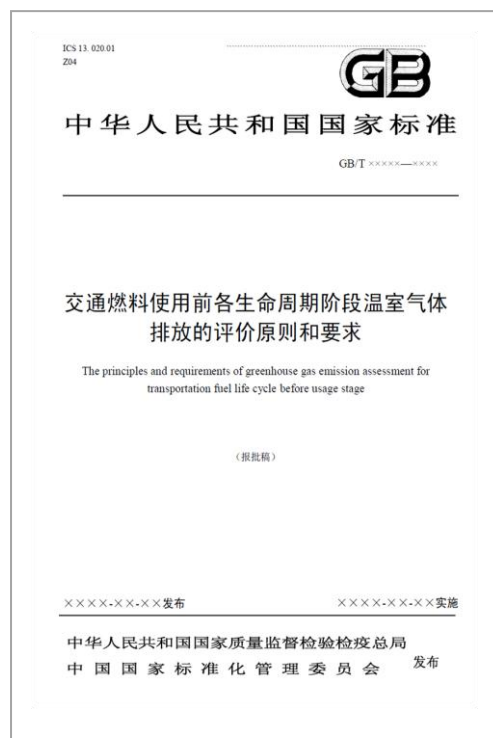 ICS 13. 020.01
Z04
GB
中华人民共和国国家标准
GB/T ×××××—××××
交通燃料使用前各生命周期阶段温室气体
排放的评价原则和要求
The principles and requirements of greenhouse gas emission assessment for
transportation fuel life cycle before usage stage
（报批稿）
××××-××-××发布
××××-××-××实施
中华人民共和国国家质量监督检验检疫总局
中国国家标准化管理委员会
发布